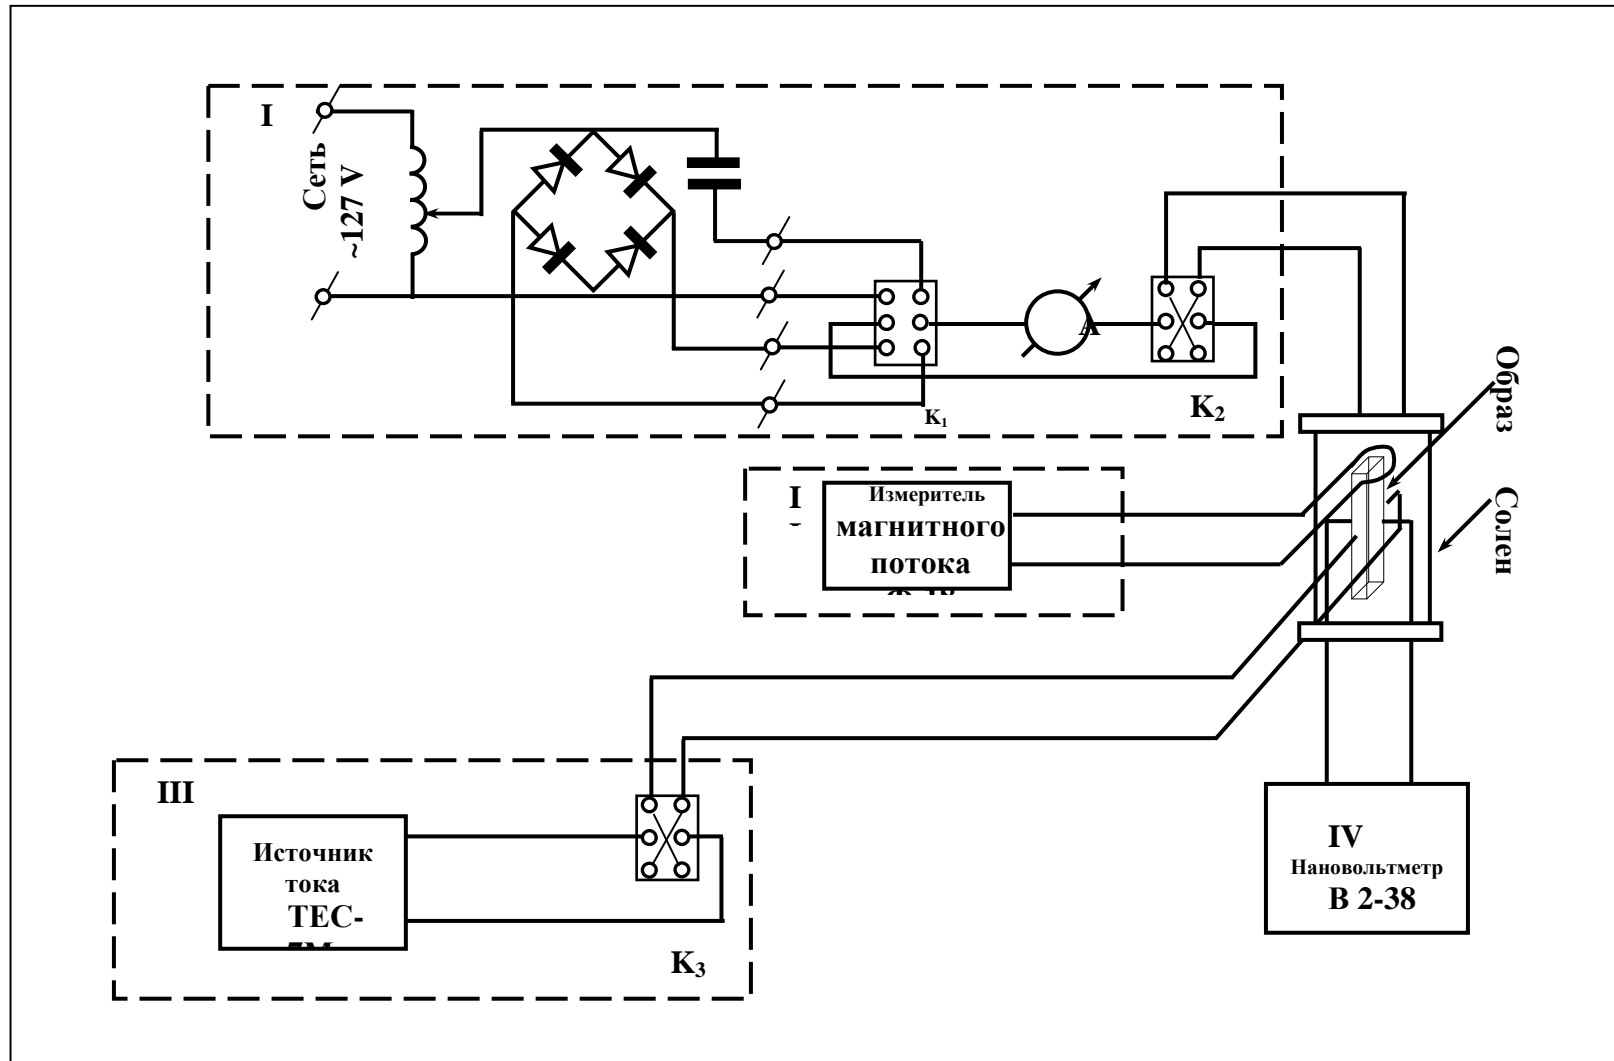 I
Сеть
~127 V
A
K₁
K₂
Образ
Солен
I
Измеритель
магнитного
потока
III
Источник
тока
ТЕС-
K₃
IV
Нановольтметр
В 2-38